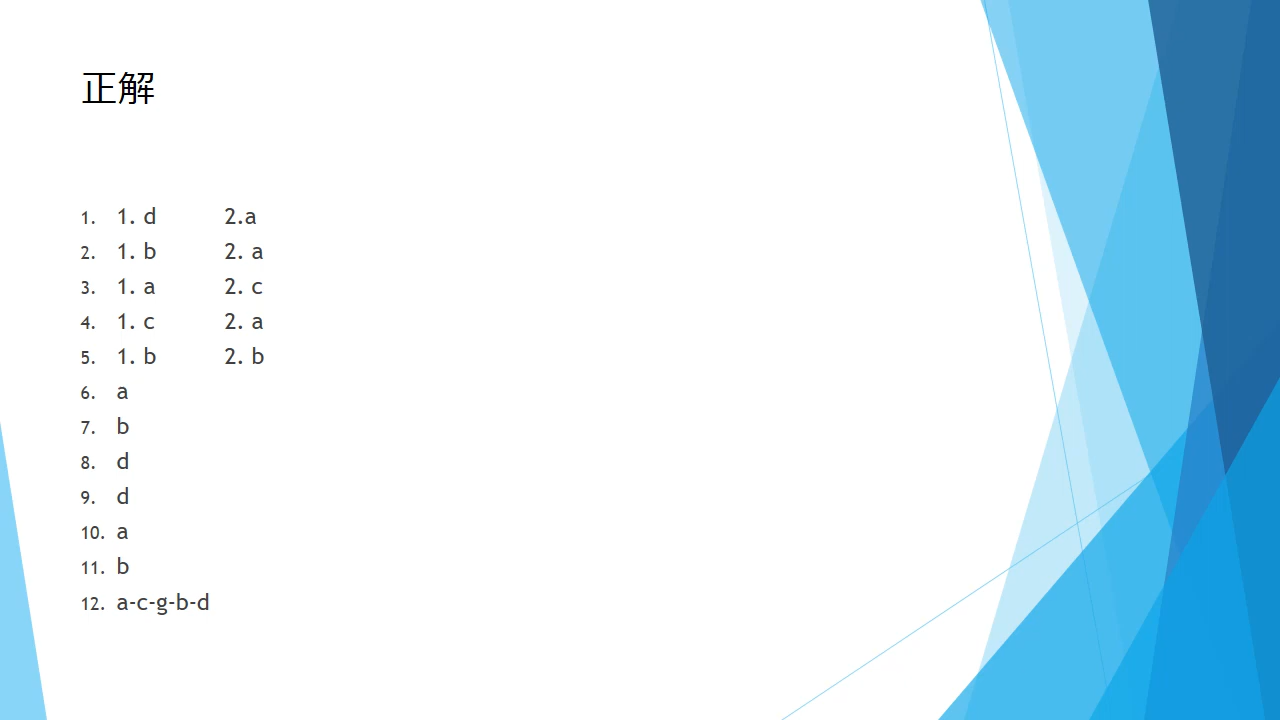 正解
1. 1. d 2.a
2. 1. b 2. a
3. 1. a 2. c
4. 1. c 2. a
5. 1. b 2. b
6. a
7. b
8. d
9. d
10. a
11. b
12. a-c-g-b-d